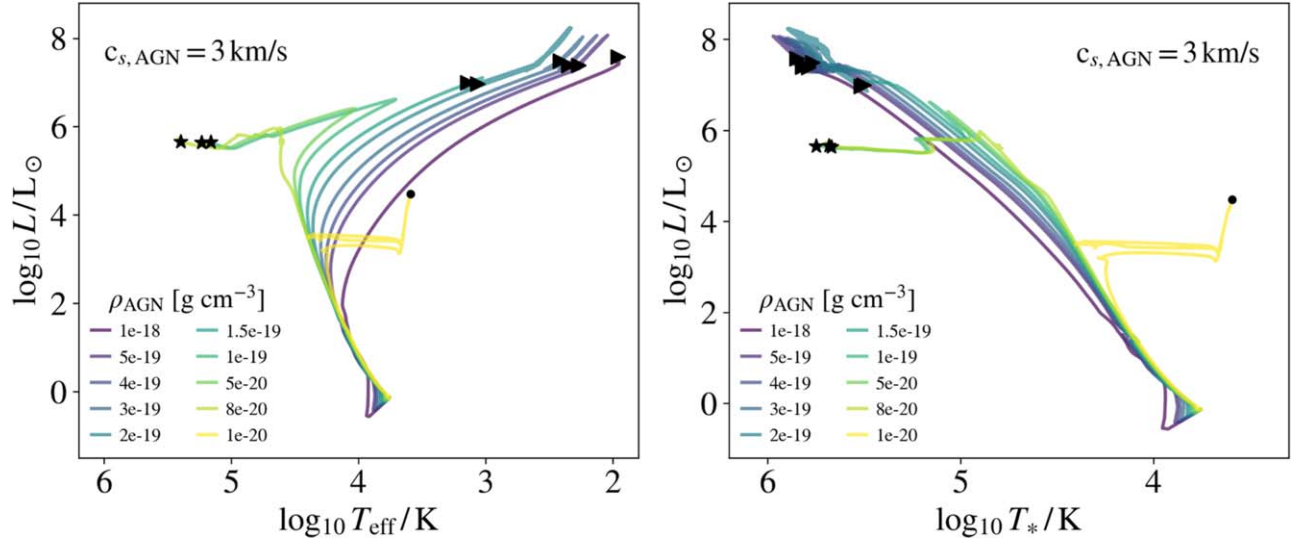 c_{s, AGN} = 3 km/s
log₁₀ L/L⊙
8
6
4
2
0
ρ_AGN [g cm⁻³]
1e-18 1.5e-19
5e-19 1e-19
4e-19 5e-20
3e-19 8e-20
2e-19 1e-20
6 5 4 3 2
log₁₀ T_eff / K
c_{s, AGN} = 3 km/s
log₁₀ L/L⊙
8
6
4
2
0
ρ_AGN [g cm⁻³]
1e-18 1.5e-19
5e-19 1e-19
4e-19 5e-20
3e-19 8e-20
2e-19 1e-20
6 5 4
log₁₀ T_* / K